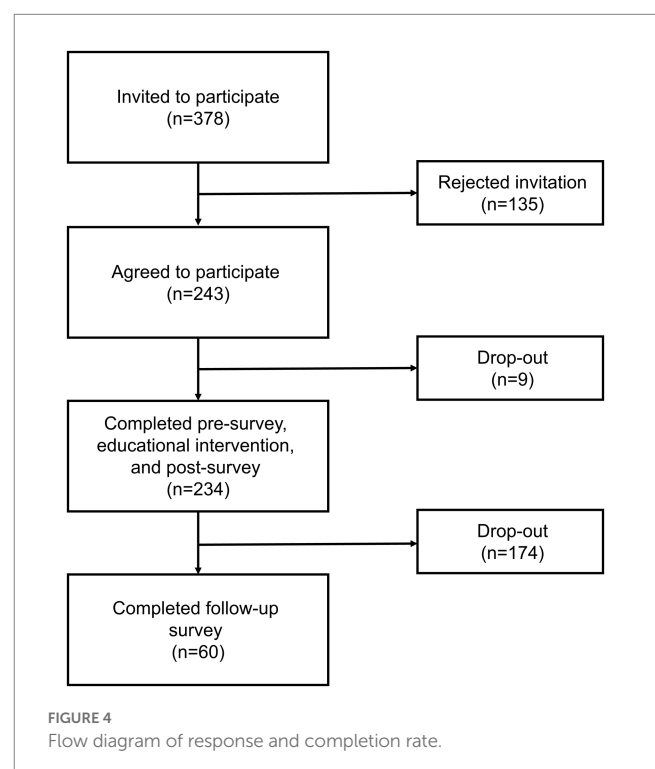 Invited to participate
(n=378)
Rejected invitation
(n=135)
Agreed to participate
(n=243)
Drop-out
(n=9)
Completed pre-survey,
educational intervention,
and post-survey
(n=234)
Drop-out
(n=174)
Completed follow-up
survey
(n=60)
FIGURE 4
Flow diagram of response and completion rate.